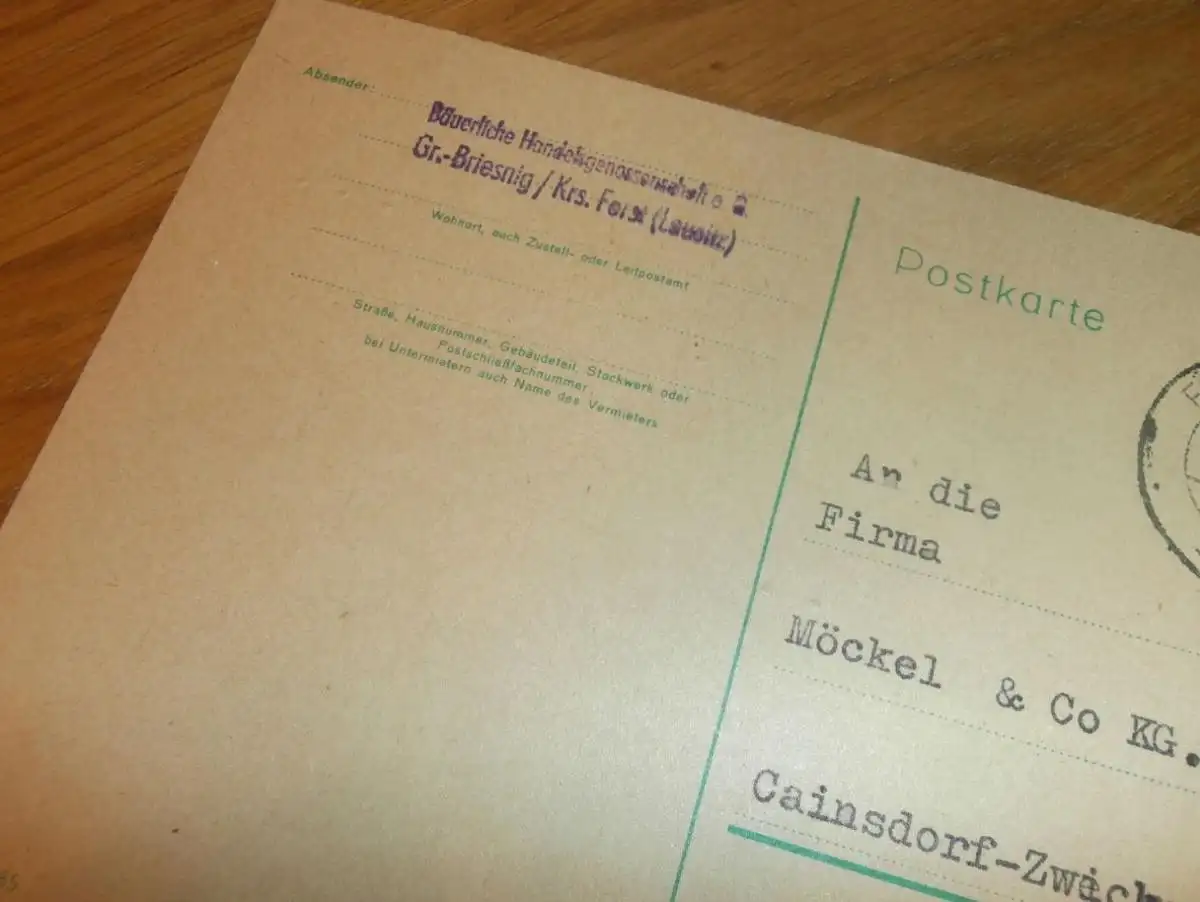 Absender:
Bäuerliche Handelsgenossenschaft e G
Gr.-Briesnig / Krs. Forst (Lausitz)
Wohnort, auch Zustell- oder Leitpostamt
Straße, Hausnummer, Gebäudeteil, Stockwerk oder
Postschließfachnummer
bei Untermietern auch Name des Vermieters
Postkarte
An die
Firma
Möckel & Co KG.
Cainsdorf-Zwick